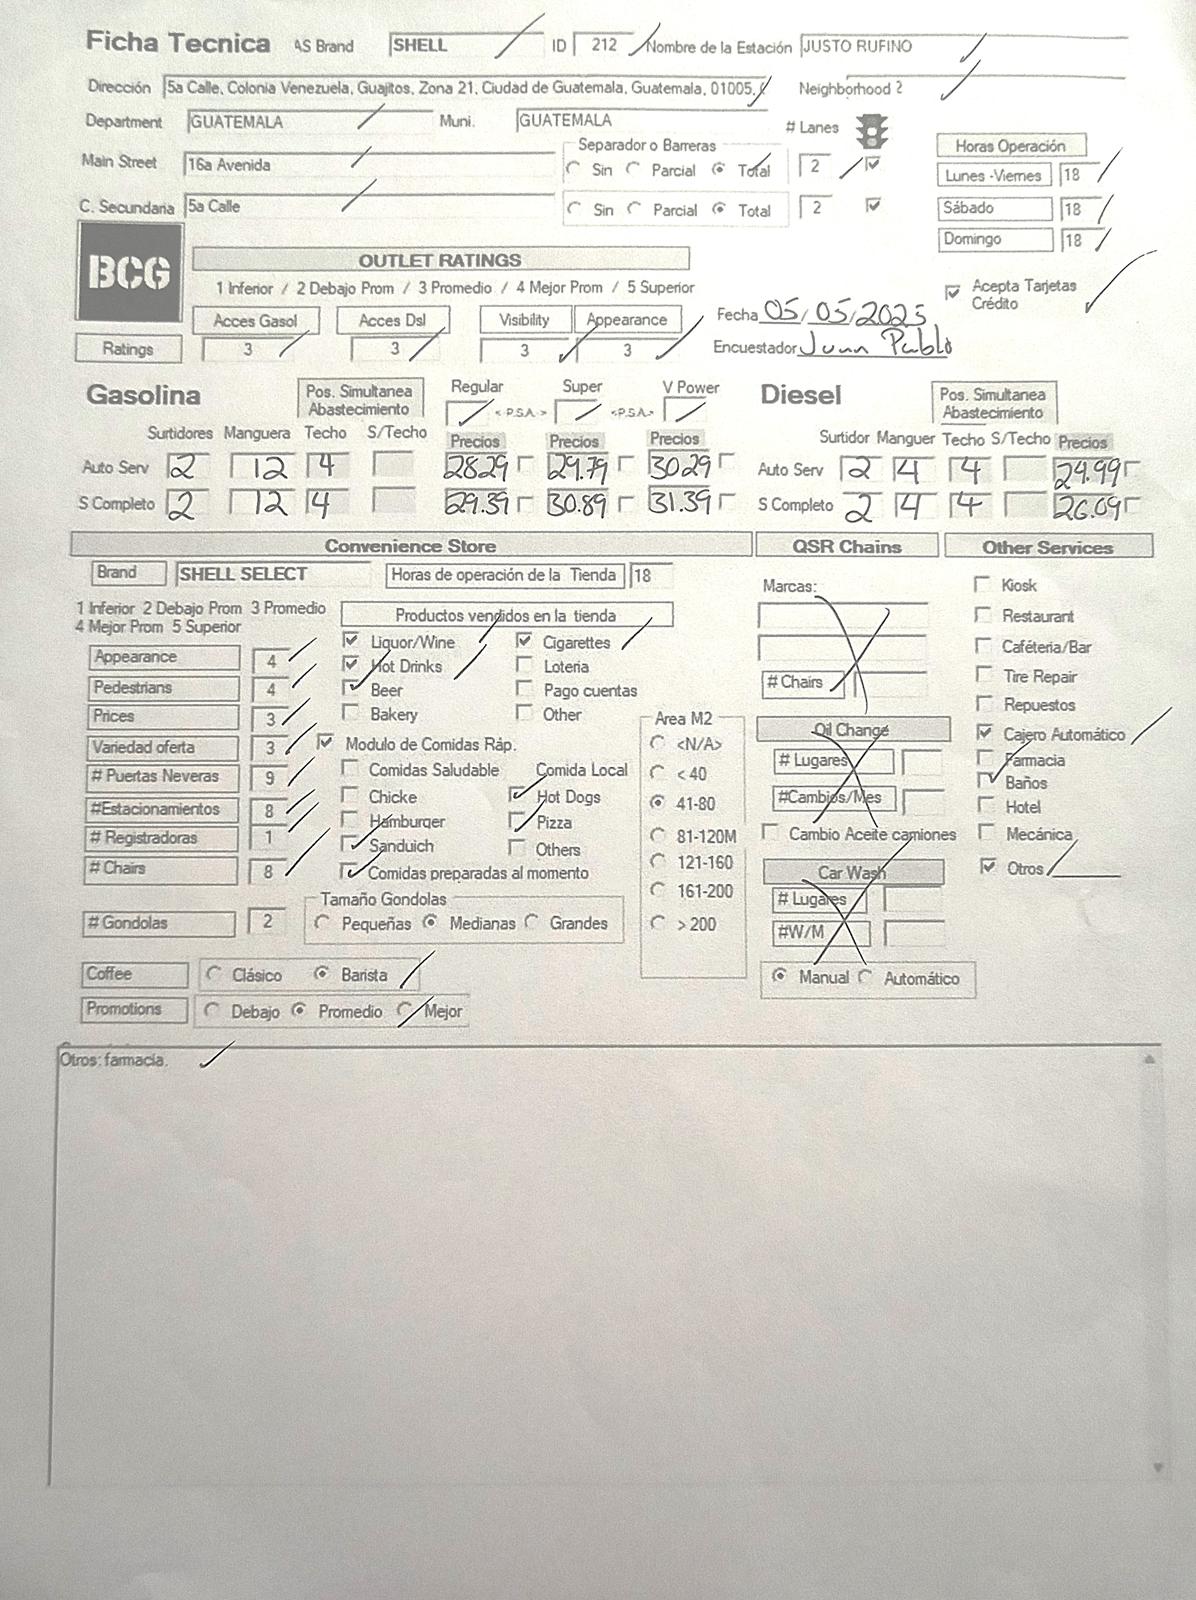 Ficha Tecnica AS Brand SHELL ID 212 Nombre de la Estación JUSTO RUFINO
Dirección 5a Calle, Colonia Venezuela, Guajitos, Zona 21, Ciudad de Guatemala, Guatemala, 01005, Neighborhood 2
Department GUATEMALA Muni. GUATEMALA # Lanes
Separador o Barreras Horas Operación
Main Street 16a Avenida Sin Parcial Total 2 Lunes -Viernes 18
C. Secundaria 5a Calle Sin Parcial Total 2 Sábado 18
Domingo 18
BCG
OUTLET RATINGS
1 Inferior / 2 Debajo Prom / 3 Promedio / 4 Mejor Prom / 5 Superior
Acepta Tarjetas Crédito
Acces Gasol Acces Dsl Visibility Appearance Fecha 05/05/2025
Ratings 3 3 3 3 Encuestador Juan Pablo
Gasolina Pos. Simultanea Abastecimiento Regular <-P.S.A.-> Super <-P.S.A.-> V Power Diesel Pos. Simultanea Abastecimiento
Surtidores Manguera Techo S/Techo Precios Precios Precios Surtidor Manguer Techo S/Techo Precios
Auto Serv 2 12 4 28.29 29.79 30.29 Auto Serv 2 4 4 24.99
S Completo 2 12 4 29.39 30.89 31.39 S Completo 2 4 4 26.09
Convenience Store QSR Chains Other Services
Brand SHELL SELECT Horas de operación de la Tienda 18 Marcas: Kiosk
1 Inferior 2 Debajo Prom 3 Promedio
4 Mejor Prom 5 Superior
Productos vendidos en la tienda Restaurant
Appearance 4 Liquor/Wine Cigarettes Caféteria/Bar
Pedestrians 4 Hot Drinks Loteria # Chairs Tire Repair
Beer Pago cuentas Repuestos
Prices 3 Bakery Other Area M2 Oil Change Cajero Automático
Variedad oferta 3 Modulo de Comidas Ráp. <N/A> # Lugares Farmacia
# Puertas Neveras 9 Comidas Saludable Comida Local < 40 Baños
#Estacionamientos 8 Chicke Hot Dogs 41-80 #Cambios/Mes Hotel
# Registradoras 1 Hamburger Pizza 81-120M Cambio Aceite camiones Mecánica
Sanduich Others 121-160
# Chairs 8 Comidas preparadas al momento 161-200 Car Wash Otros
Tamaño Gondolas # Lugares
# Gondolas 2 Pequeñas Medianas Grandes > 200 #W/M
Coffee Clásico Barista Manual Automático
Promotions Debajo Promedio Mejor
Otros: farmacia.